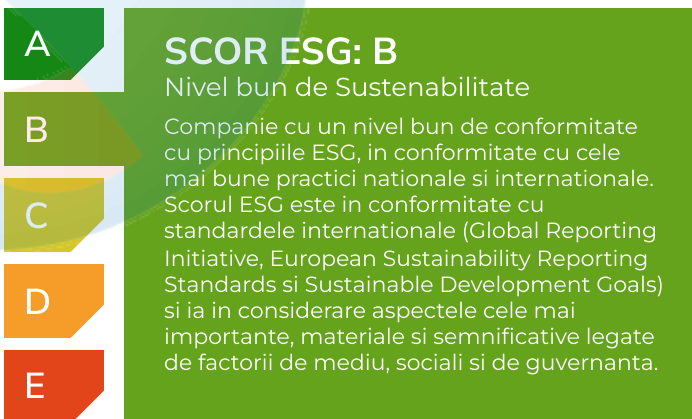 A
B
C
D
E
SCOR ESG: B
Nivel bun de Sustenabilitate
Companie cu un nivel bun de conformitate
cu principiile ESG, in conformitate cu cele
mai bune practici nationale si internationale.
Scorul ESG este in conformitate cu
standardele internationale (Global Reporting
Initiative, European Sustainability Reporting
Standards si Sustainable Development Goals)
si ia in considerare aspectele cele mai
importante, materiale si semnificative legate
de factorii de mediu, sociali si de guvernanta.